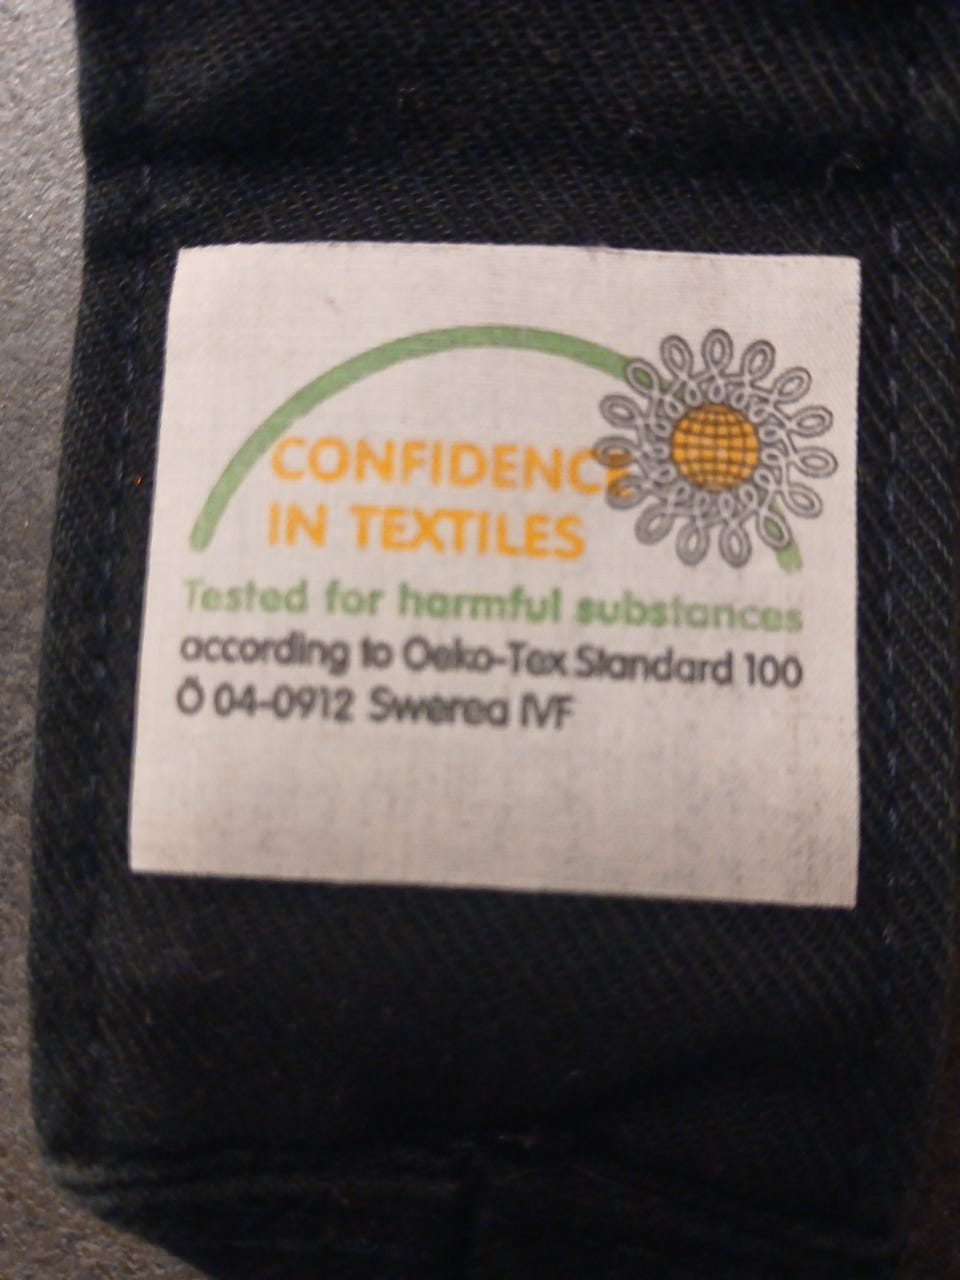 CONFIDENCE
IN TEXTILES
Tested for harmful substances
according to Oeko-Tex Standard 100
Ö 04-0912 Swerea IVF